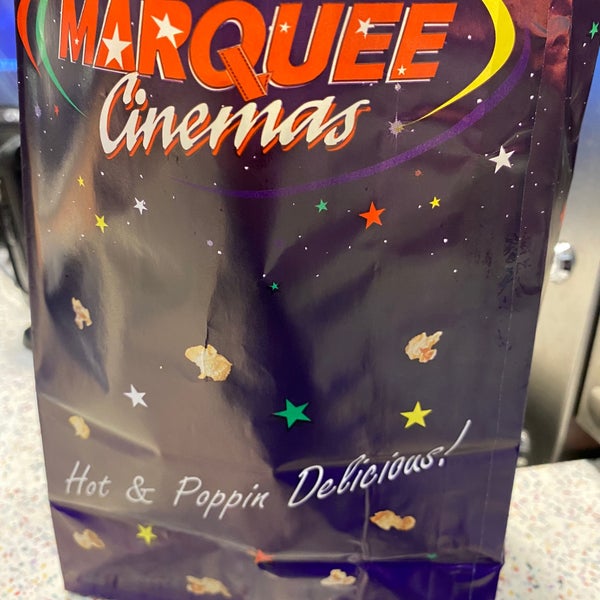 MARQUEE
Cinemas
Hot & Poppin Delicious!